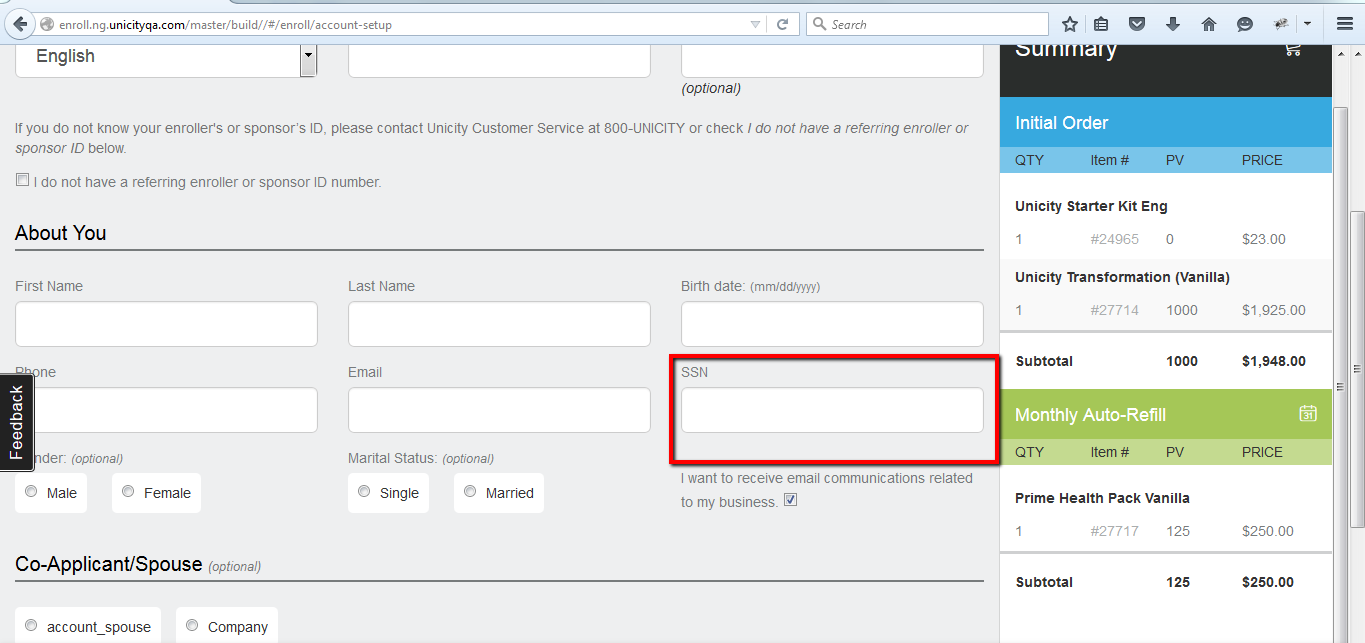 enroll.ng.unicityqa.com/master/build//#/enroll/account-setup
Search
English
(optional)
If you do not know your enroller's or sponsor's ID, please contact Unicity Customer Service at 800-UNICITY or check I do not have a referring enroller or
sponsor ID below.
I do not have a referring enroller or sponsor ID number.
About You
First Name
Last Name
Birth date: (mm/dd/yyyy)
Phone
Email
SSN
Feedback
nder: (optional)
Marital Status: (optional)
Male
Female
Single
Married
I want to receive email communications related
to my business.
Co-Applicant/Spouse (optional)
account_spouse
Company
Summary
Initial Order
QTY Item # PV PRICE
Unicity Starter Kit Eng
1 #24965 0 $23.00
Unicity Transformation (Vanilla)
1 #27714 1000 $1,925.00
Subtotal 1000 $1,948.00
Monthly Auto-Refill
31
QTY Item # PV PRICE
Prime Health Pack Vanilla
1 #27717 125 $250.00
Subtotal 125 $250.00